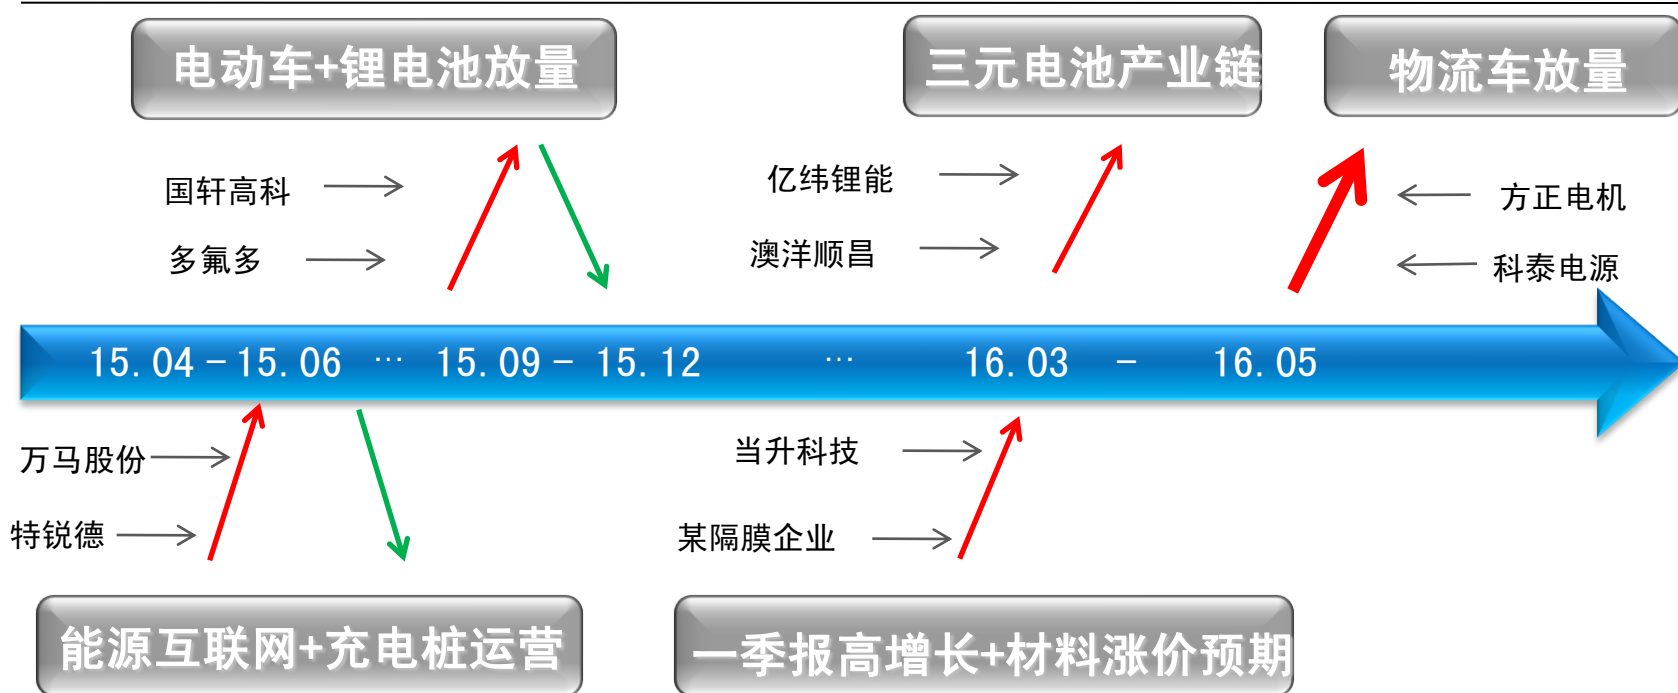 电动车+锂电池放量
三元电池产业链
物流车放量
国轩高科
多氟多
亿纬锂能
澳洋顺昌
方正电机
科泰电源
15.04－15.06 … 15.09－15.12 … 16.03 － 16.05
万马股份
特锐德
当升科技
某隔膜企业
能源互联网+充电桩运营
一季报高增长+材料涨价预期